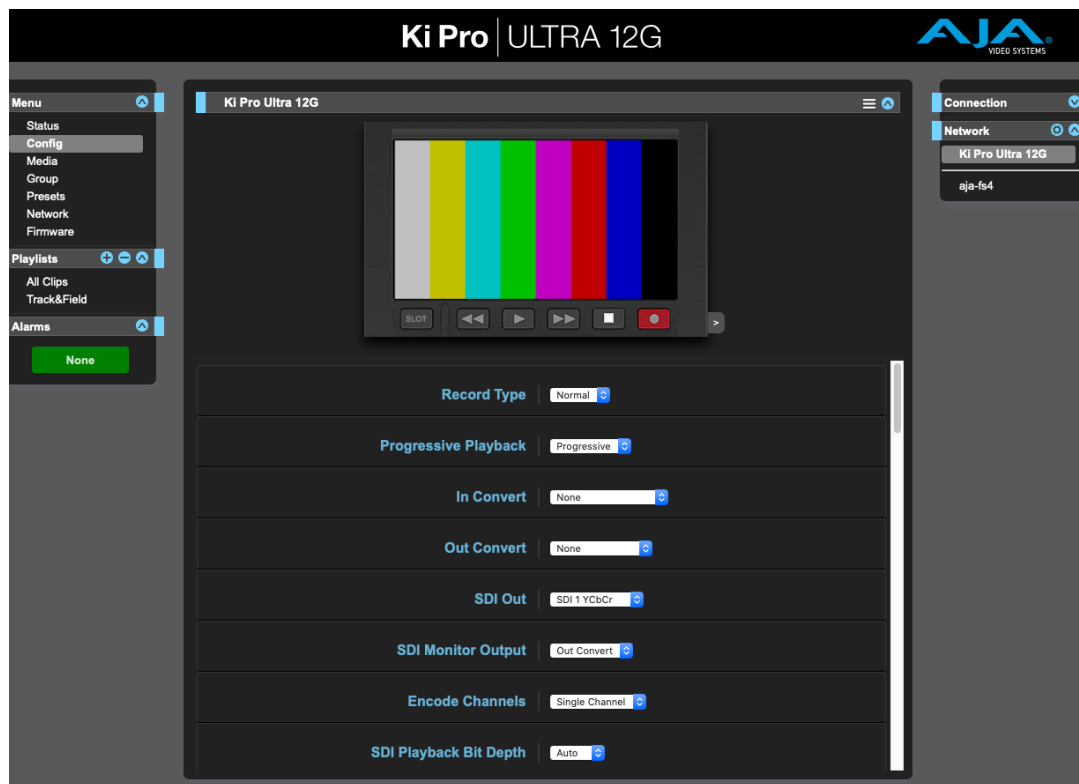 Ki Pro ULTRA 12G
AJA
VIDEO SYSTEMS
Menu
Status
Config
Media
Group
Presets
Network
Firmware
Playlists
All Clips
Track&Field
Alarms
None
Ki Pro Ultra 12G
SLOT
>
Record Type Normal
Progressive Playback Progressive
In Convert None
Out Convert None
SDI Out SDI 1 YCbCr
SDI Monitor Output Out Convert
Encode Channels Single Channel
SDI Playback Bit Depth Auto
Connection
Network
Ki Pro Ultra 12G
aja-fs4